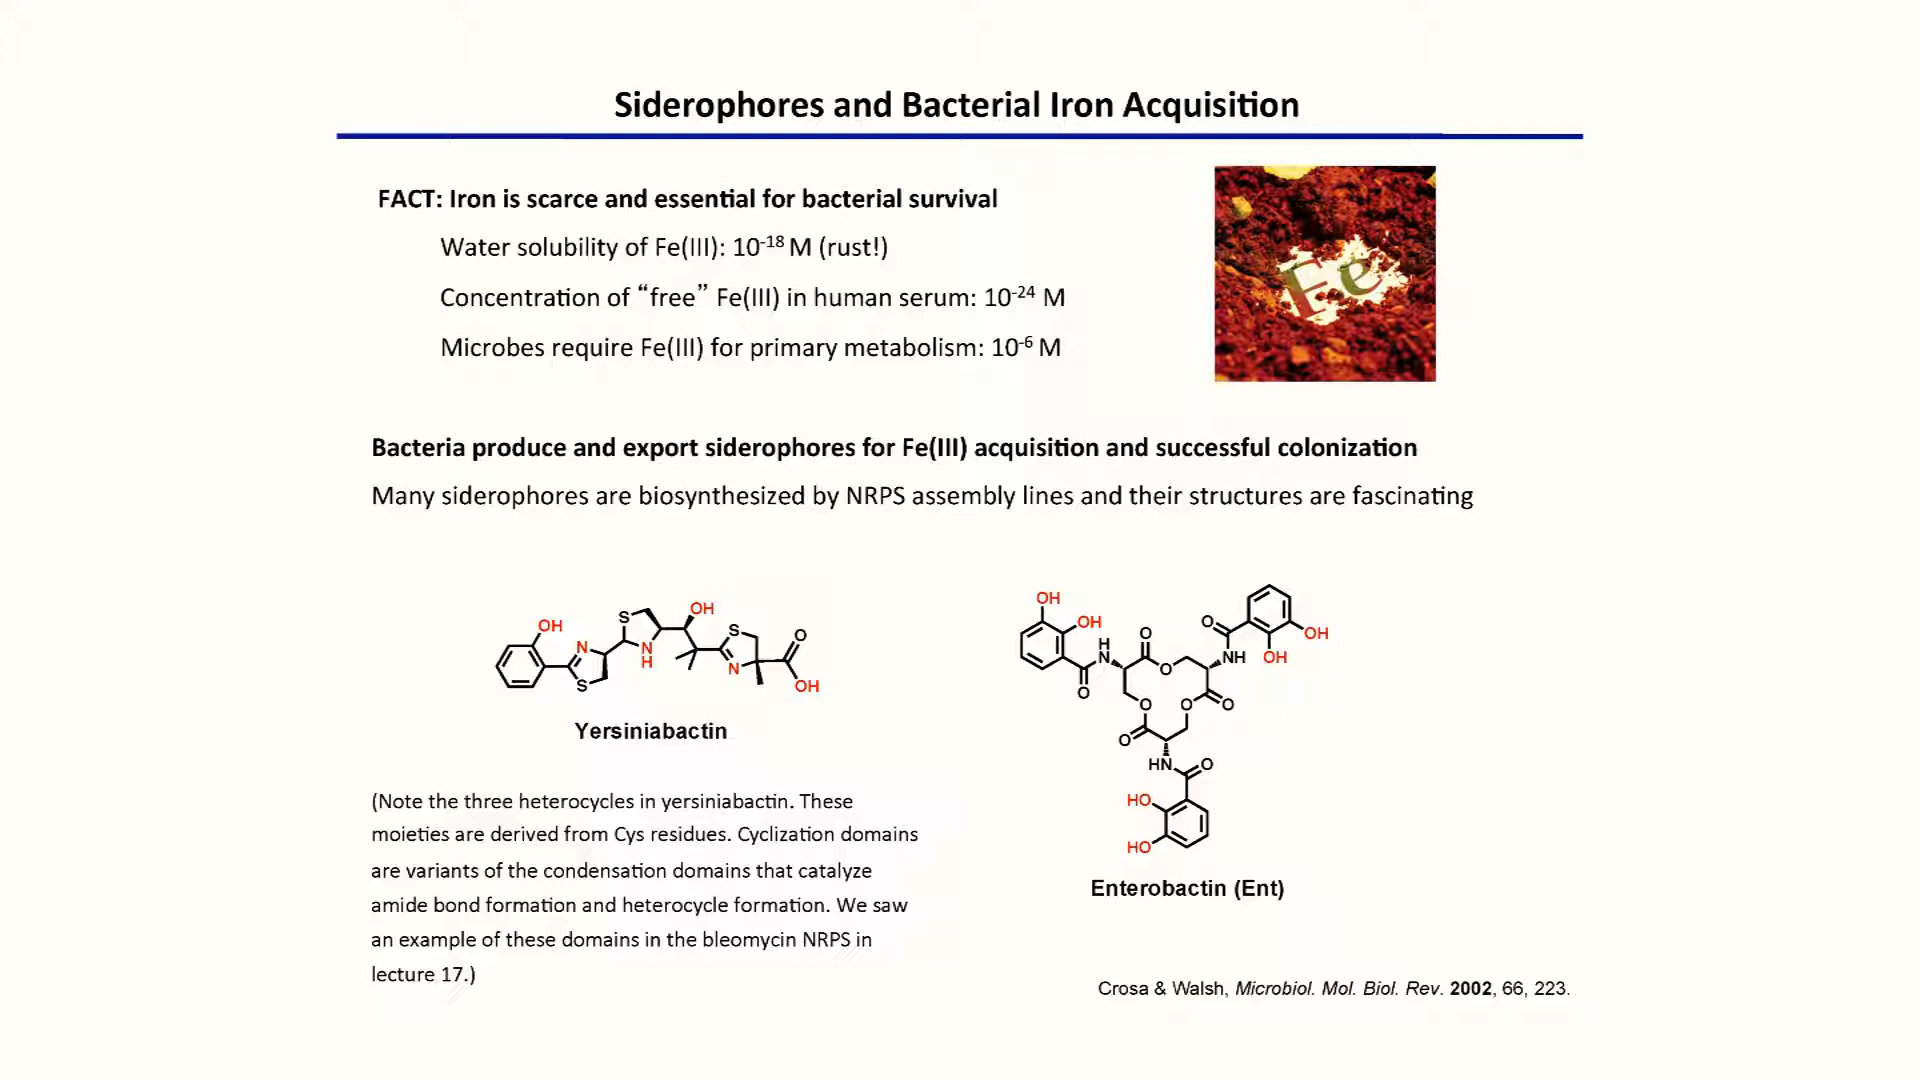 Siderophores and Bacterial Iron Acquisition
FACT: Iron is scarce and essential for bacterial survival
Water solubility of Fe(III): 10-18 M (rust!)
Concentration of “free” Fe(III) in human serum: 10-24 M
Microbes require Fe(III) for primary metabolism: 10-6 M
Fe
Bacteria produce and export siderophores for Fe(III) acquisition and successful colonization
Many siderophores are biosynthesized by NRPS assembly lines and their structures are fascinating
OH
S
OH
N
N
H
S
S
N
O
OH
Yersiniabactin
OH
OH
H
N
O
O
O
O
NH
OH
OH
O
O
O
O
HN
O
HO
HO
Enterobactin (Ent)
(Note the three heterocycles in yersiniabactin. These
moieties are derived from Cys residues. Cyclization domains
are variants of the condensation domains that catalyze
amide bond formation and heterocycle formation. We saw
an example of these domains in the bleomycin NRPS in
lecture 17.)
Crosa & Walsh, Microbiol. Mol. Biol. Rev. 2002, 66, 223.